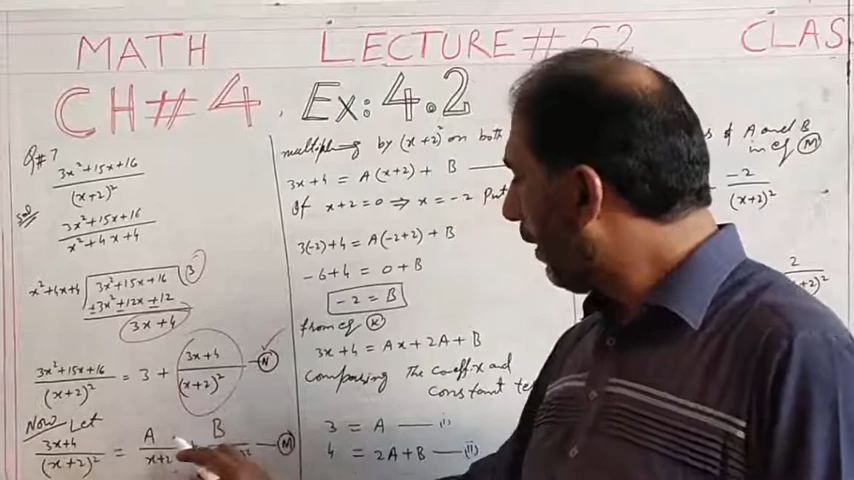 MATH LECTURE # 52 CLAS
CH#4, Ex: 4.2
Q#7 3x²+15x+16 / (x+2)²
Sol 3x²+15x+16 / x²+4x+4
x²+4x+4 3x²+15x+16 3
±3x²±12x±12
3x+4
3x²+15x+16 / (x+2)² = 3 + 3x+4 / (x+2)² — N
Now Let
3x+4 / (x+2)² = A / x+2 B — M
multiplying by (x+2)² on both
3x+4 = A(x+2) + B —
If x+2=0 ⇒ x=-2 Put
3(-2)+4 = A(-2+2)+B
-6+4 = 0+B
-2 = B
from eq K
3x+4 = Ax+2A+B
Comparing the coeff. x and
constant te
3 = A — (i)
4 = 2A+B — (ii)
of A and B
in eq M
-2 / (x+2)²
2